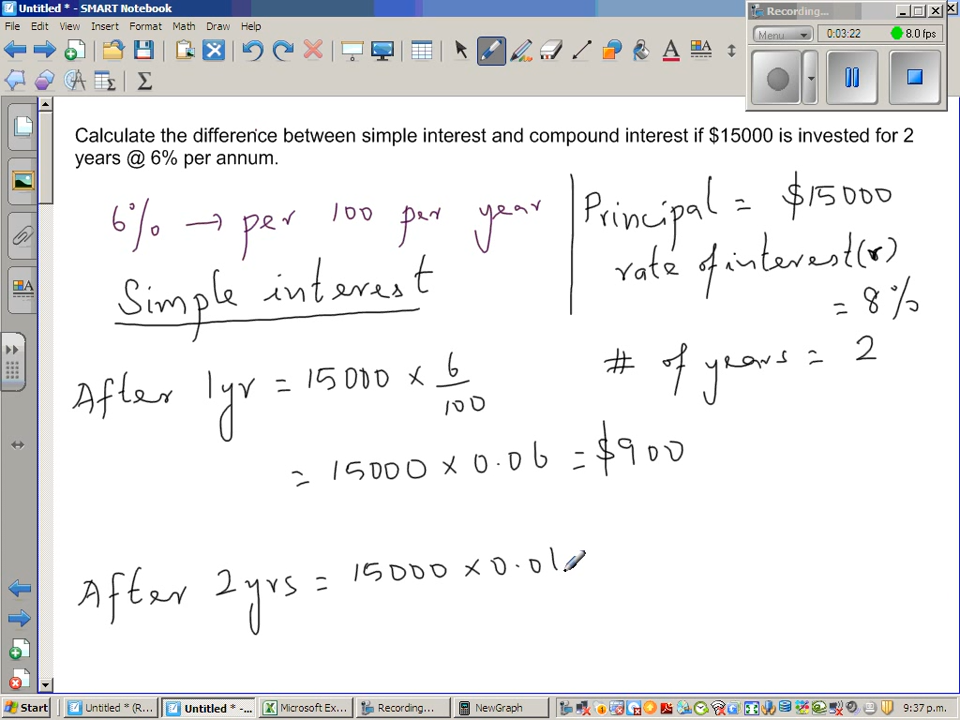 Untitled * - SMART Notebook
File Edit View Insert Format Math Draw Help
Recording...
Menu 00:03:22 8.0 fps
Calculate the difference between simple interest and compound interest if $15000 is invested for 2
years @ 6% per annum.
6% → per 100 per year
Principal = $15000
rate of interest(r)
= 8%
# of years = 2
Simple interest
After 1yr = 15000 × 6/100
= 15000 × 0.06 = $900
After 2yrs = 15000 × 0.0
Start Untitled * (R... Untitled * -... Microsoft Ex... Recording... NewGraph 9:37 p.m.